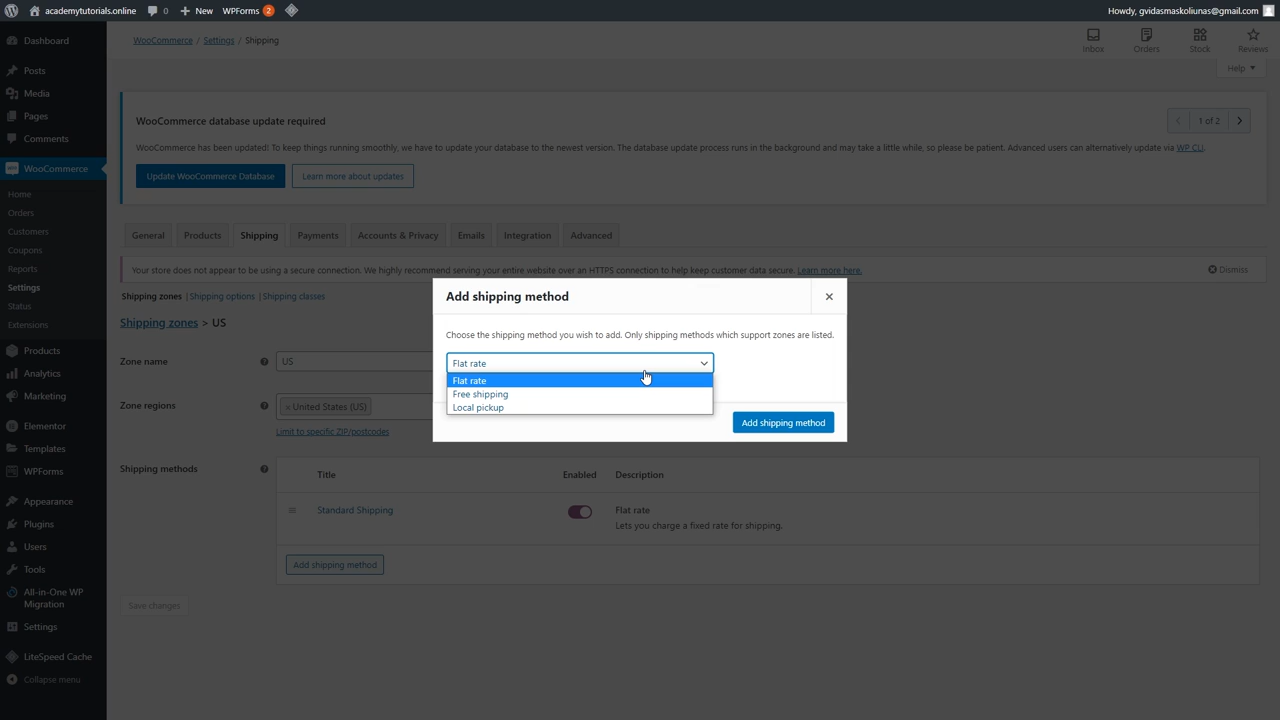 academytutorials.online 0 + New WPForms 2
Howdy, gvidasmaskoliunas@gmail.com
Dashboard
Posts
Media
Pages
Comments
WooCommerce
Home
Orders
Customers
Coupons
Reports
Settings
Status
Extensions
Products
Analytics
Marketing
Elementor
Templates
WPForms
Appearance
Plugins
Users
Tools
All-in-One WP
Migration
Settings
LiteSpeed Cache
Collapse menu
WooCommerce / Settings / Shipping
Inbox Orders Stock Reviews
Help
WooCommerce database update required
1 of 2
WooCommerce has been updated! To keep things running smoothly, we have to update your database to the newest version. The database update process runs in the background and may take a little while, so please be patient. Advanced users can alternatively update via WP CLI.
Update WooCommerce Database Learn more about updates
General Products Shipping Payments Accounts & Privacy Emails Integration Advanced
Your store does not appear to be using a secure connection. We highly recommend serving your entire website over an HTTPS connection to help keep customer data secure. Learn more here.
Dismiss
Shipping zones | Shipping options | Shipping classes
Shipping zones > US
Zone name US
Zone regions × United States (US)
Limit to specific ZIP/postcodes
Add shipping method
Choose the shipping method you wish to add. Only shipping methods which support zones are listed.
Flat rate
Flat rate
Free shipping
Local pickup
Add shipping method
Shipping methods
Title Enabled Description
Standard Shipping
Flat rate
Lets you charge a fixed rate for shipping.
Add shipping method
Save changes